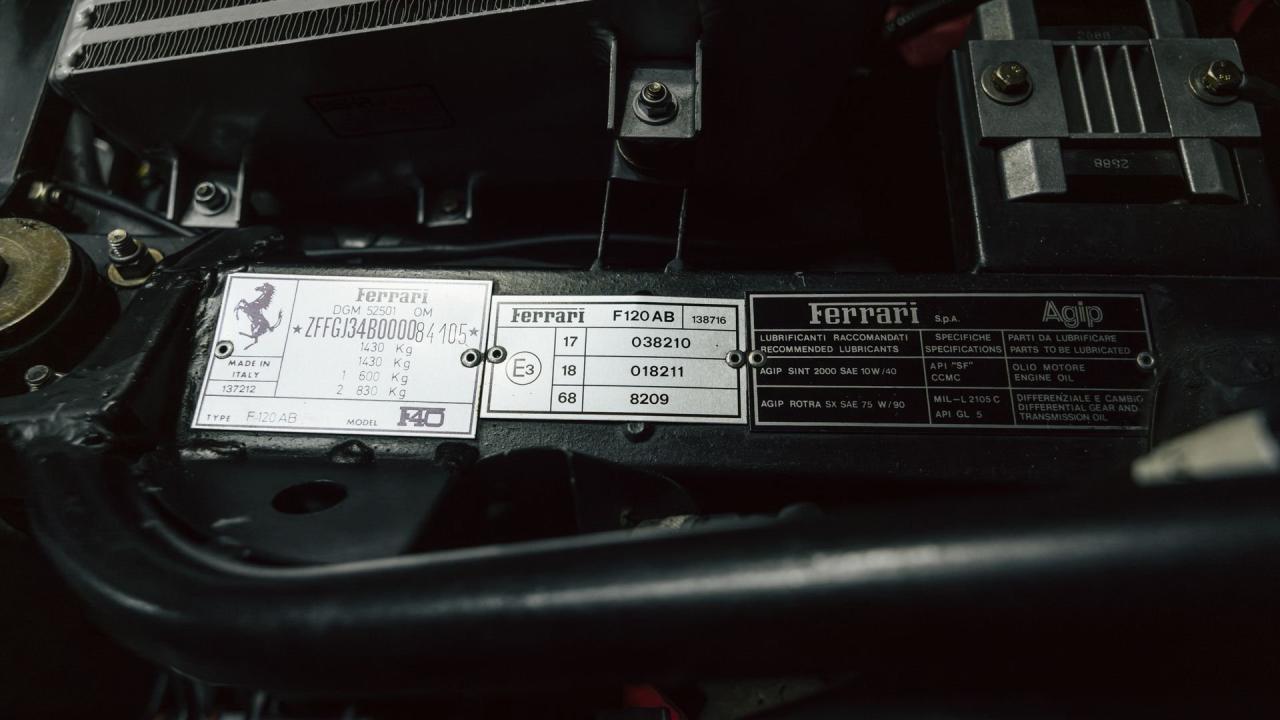 2688
2688
Ferrari
DGM 52501 OM
*ZFFGJ34B000084105*
1430 Kg
1430 Kg
1 600 Kg
2 830 Kg
MADE IN
ITALY
137212
TYPE F-120 AB MODEL F40
Ferrari F120 AB 138716
E3
17 038210
18 018211
68 8209
Ferrari S.p.A. Agip
LUBRIFICANTI RACCOMANDATI
RECOMMENDED LUBRICANTS
SPECIFICHE
SPECIFICATIONS
PARTI DA LUBRIFICARE
PARTS TO BE LUBRICATED
AGIP SINT 2000 SAE 10W/40
API "SF"
CCMC
OLIO MOTORE
ENGINE OIL
AGIP ROTRA SX SAE 75 W/90
MIL-L 2105 C
API GL 5
DIFFERENZIALE E CAMBIO
DIFFERENTIAL GEAR AND
TRANSMISSION OIL